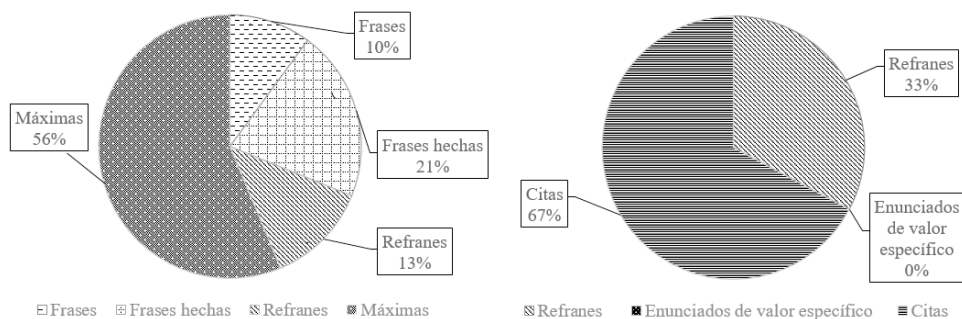 Frases
10%
Máximas
56%
Frases hechas
21%
Refranes
13%
Frases Frases hechas Refranes Máximas
Refranes
33%
Citas
67%
Enunciados
de valor
específico
0%
Refranes Enunciados de valor específico Citas